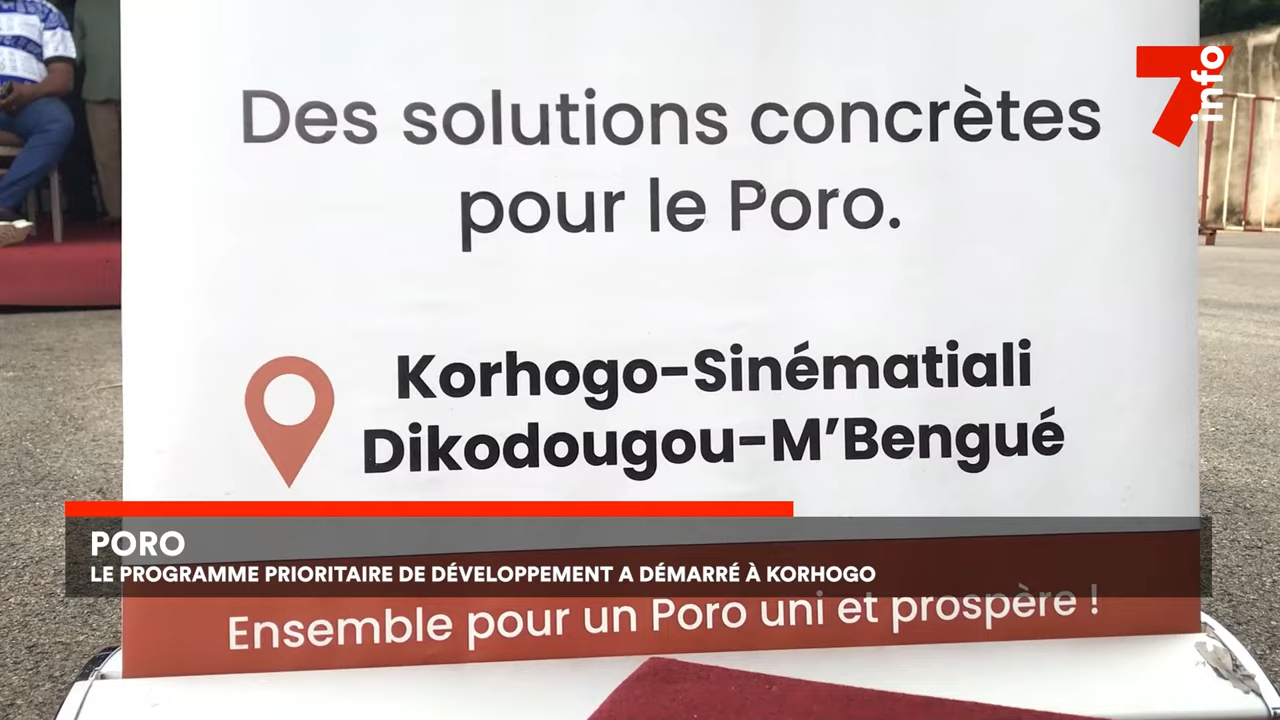 Des solutions concrètes
pour le Poro.
7info
Korhogo-Sinématiali
Dikodougou-M'Bengué
PORO
LE PROGRAMME PRIORITAIRE DE DÉVELOPPEMENT A DÉMARRÉ À KORHOGO
Ensemble pour un Poro uni et prospère !